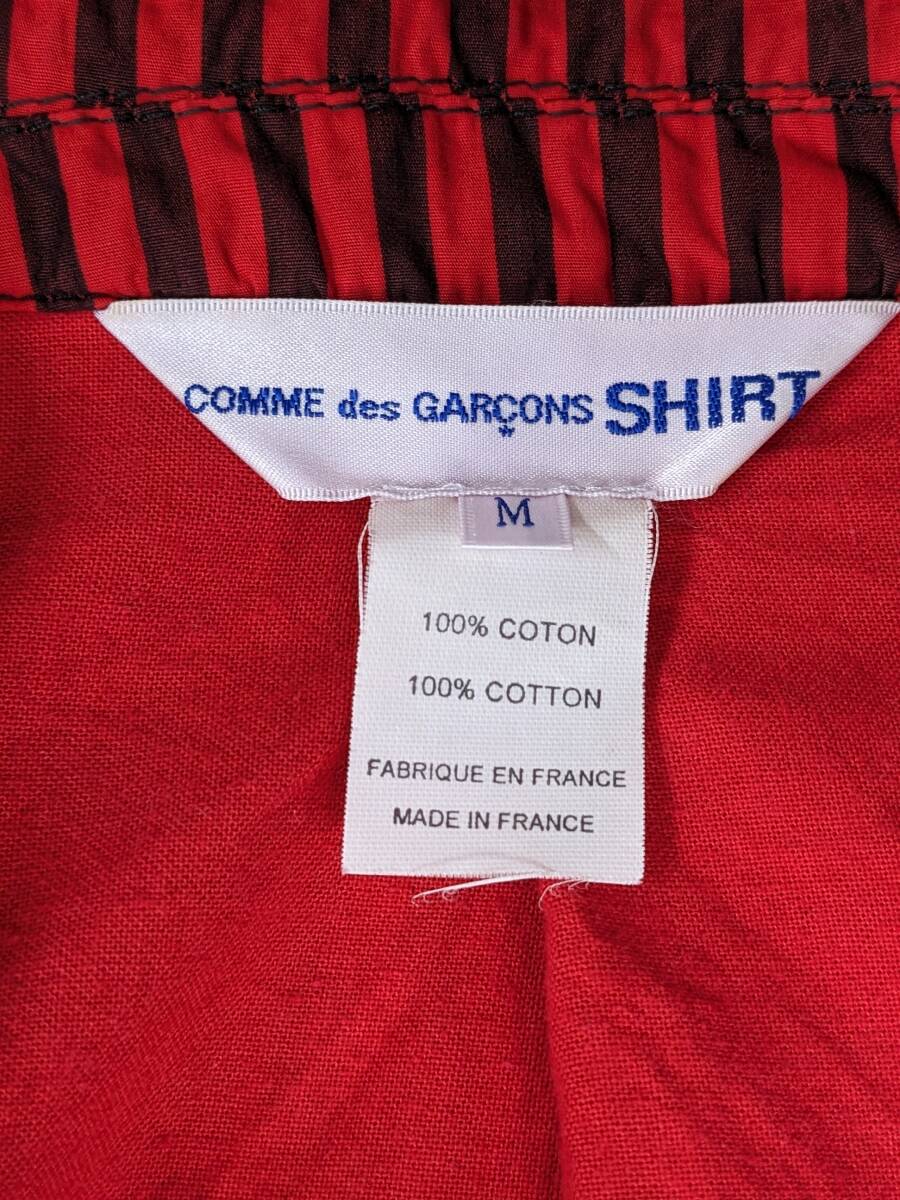 COMME des GARÇONS SHIRT
*
M
100% COTON
100% COTTON
FABRIQUE EN FRANCE
MADE IN FRANCE